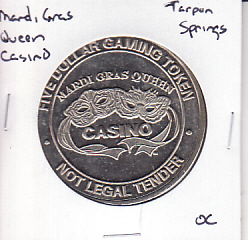 Mardi Gras
Queen
Casino
Tarpon
Springs
FIVE DOLLAR GAMING TOKEN
MARDI GRAS QUEEN
CASINO
NOT LEGAL TENDER
OC